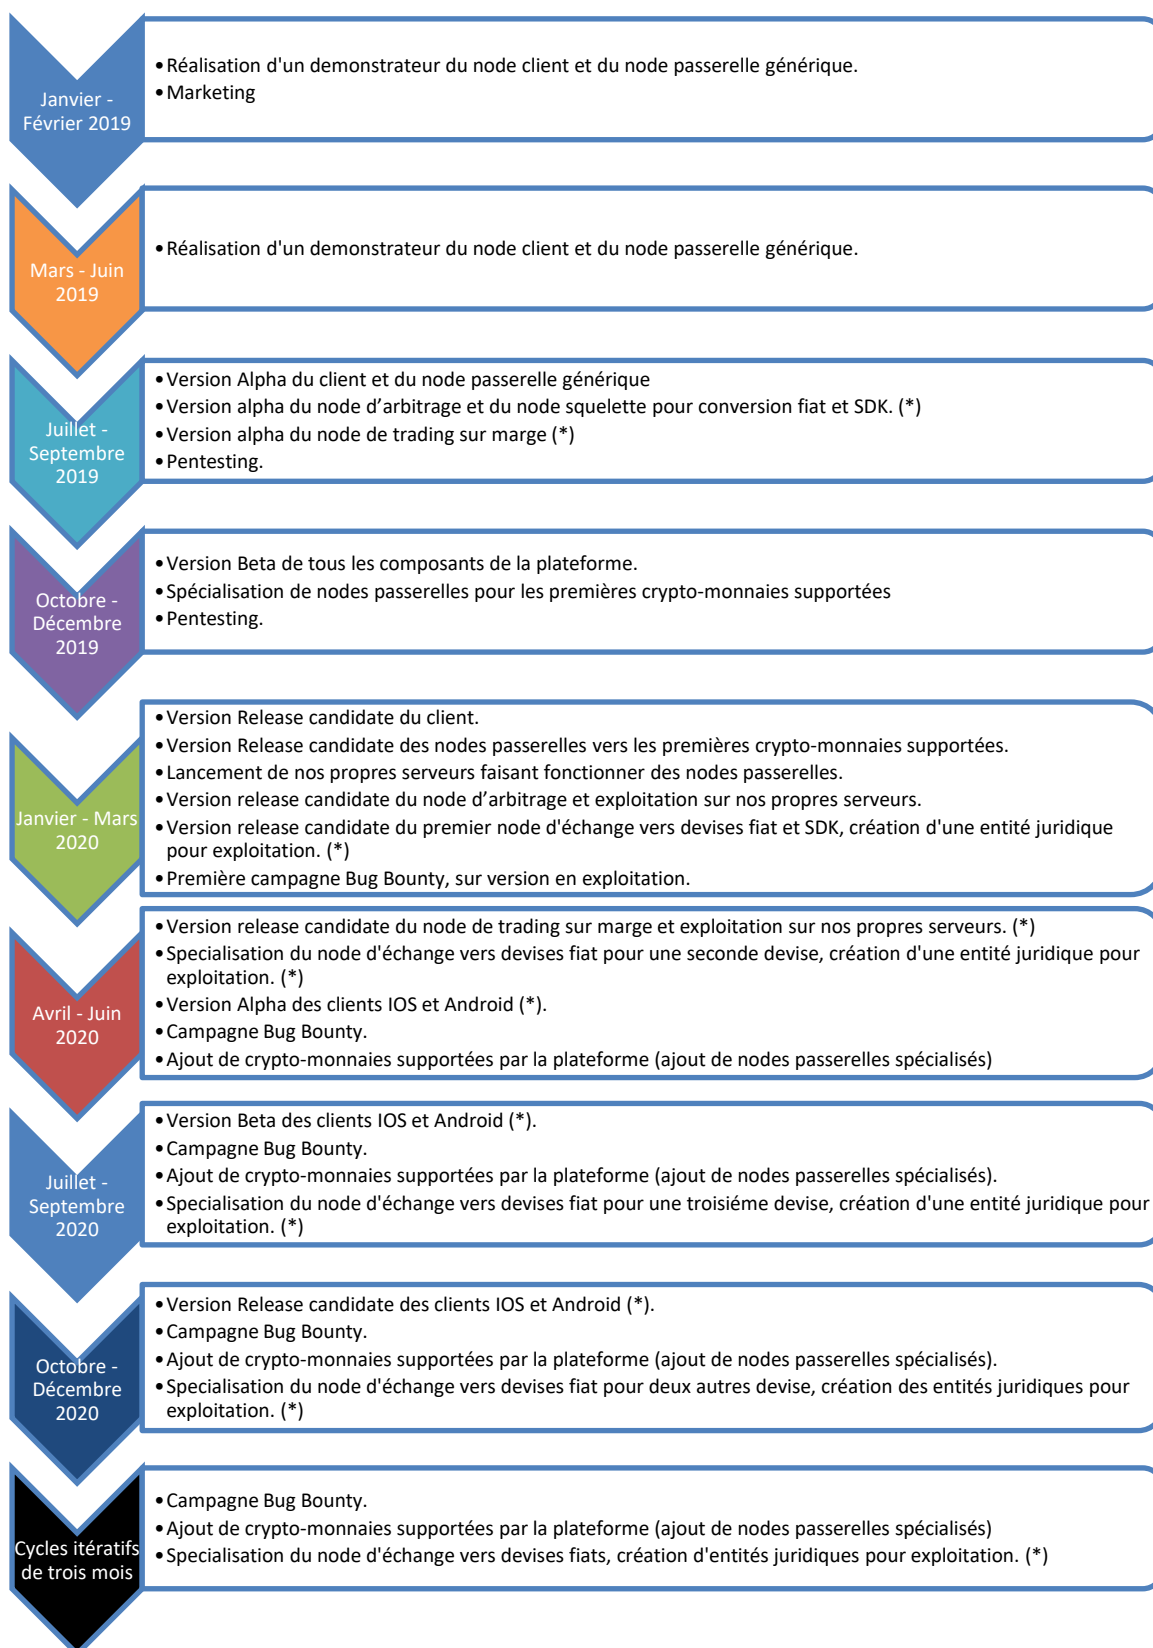 Janvier -
Février 2019
•Réalisation d'un demonstrateur du node client et du node passerelle générique.
•Marketing
Mars - Juin
2019
•Réalisation d'un demonstrateur du node client et du node passerelle générique.
Juillet -
Septembre
2019
•Version Alpha du client et du node passerelle générique
•Version alpha du node d’arbitrage et du node squelette pour conversion fiat et SDK. (*)
•Version alpha du node de trading sur marge (*)
•Pentesting.
Octobre -
Décembre
2019
•Version Beta de tous les composants de la plateforme.
•Spécialisation de nodes passerelles pour les premières crypto-monnaies supportées
•Pentesting.
Janvier - Mars
2020
•Version Release candidate du client.
•Version Release candidate des nodes passerelles vers les premières crypto-monnaies supportées.
•Lancement de nos propres serveurs faisant fonctionner des nodes passerelles.
•Version release candidate du node d’arbitrage et exploitation sur nos propres serveurs.
•Version release candidate du premier node d'échange vers devises fiat et SDK, création d'une entité juridique
pour exploitation. (*)
•Première campagne Bug Bounty, sur version en exploitation.
Avril - Juin
2020
•Version release candidate du node de trading sur marge et exploitation sur nos propres serveurs. (*)
•Specialisation du node d'échange vers devises fiat pour une seconde devise, création d'une entité juridique pour
exploitation. (*)
•Version Alpha des clients IOS et Android (*).
•Campagne Bug Bounty.
•Ajout de crypto-monnaies supportées par la plateforme (ajout de nodes passerelles spécialisés)
Juillet -
Septembre
2020
•Version Beta des clients IOS et Android (*).
•Campagne Bug Bounty.
•Ajout de crypto-monnaies supportées par la plateforme (ajout de nodes passerelles spécialisés).
•Specialisation du node d'échange vers devises fiat pour une troisiéme devise, création d'une entité juridique pour
exploitation. (*)
Octobre -
Décembre
2020
•Version Release candidate des clients IOS et Android (*).
•Campagne Bug Bounty.
•Ajout de crypto-monnaies supportées par la plateforme (ajout de nodes passerelles spécialisés).
•Specialisation du node d'échange vers devises fiat pour deux autres devise, création des entités juridiques pour
exploitation. (*)
Cycles itératifs
de trois mois
•Campagne Bug Bounty.
•Ajout de crypto-monnaies supportées par la plateforme (ajout de nodes passerelles spécialisés)
•Specialisation du node d'échange vers devises fiats, création d'entités juridiques pour exploitation. (*)